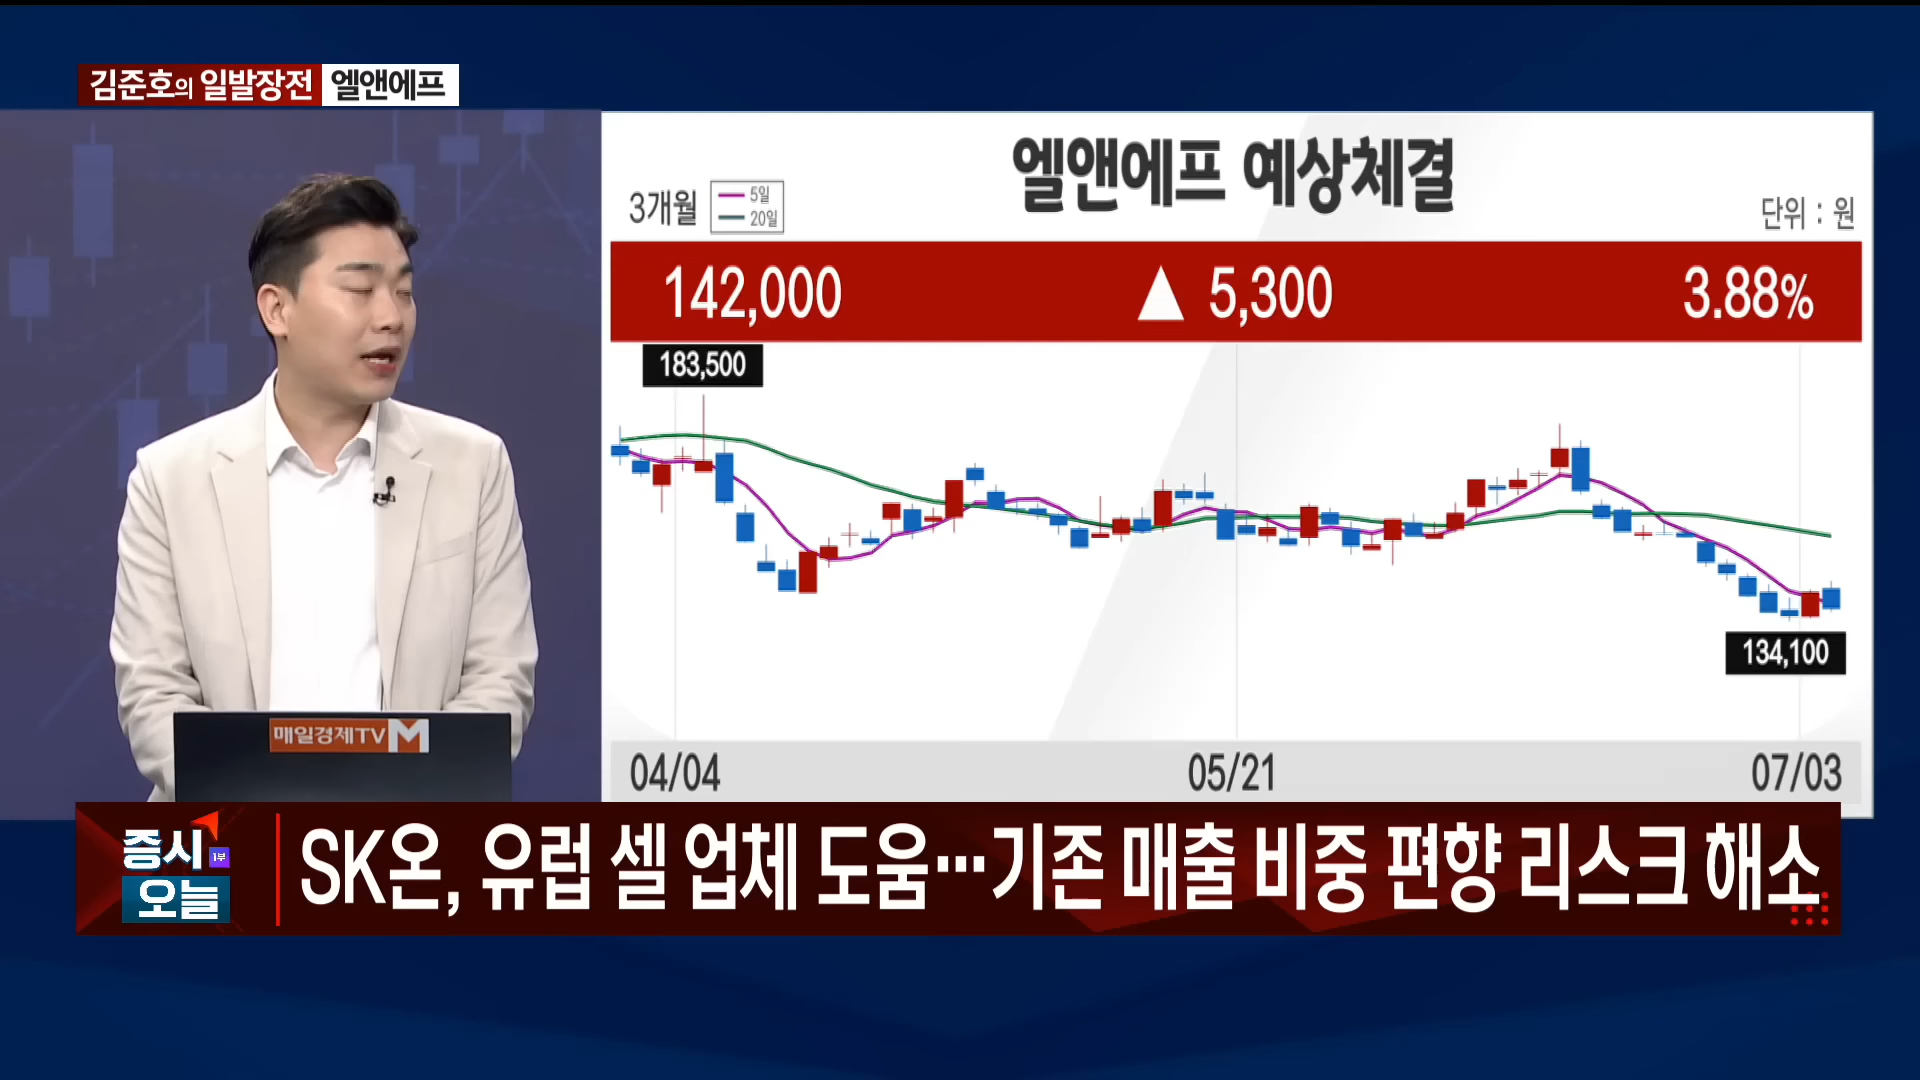 김준호의 일발장전 엘앤에프
엘앤에프 예상체결
3개월
5일
20일
단위 : 원
142,000 ▲ 5,300 3.88%
183,500
134,100
04/04 05/21 07/03
매일경제TV M
증시 1부
오늘
SK온, 유럽 셀 업체 도움…기존 매출 비중 편향 리스크 해소